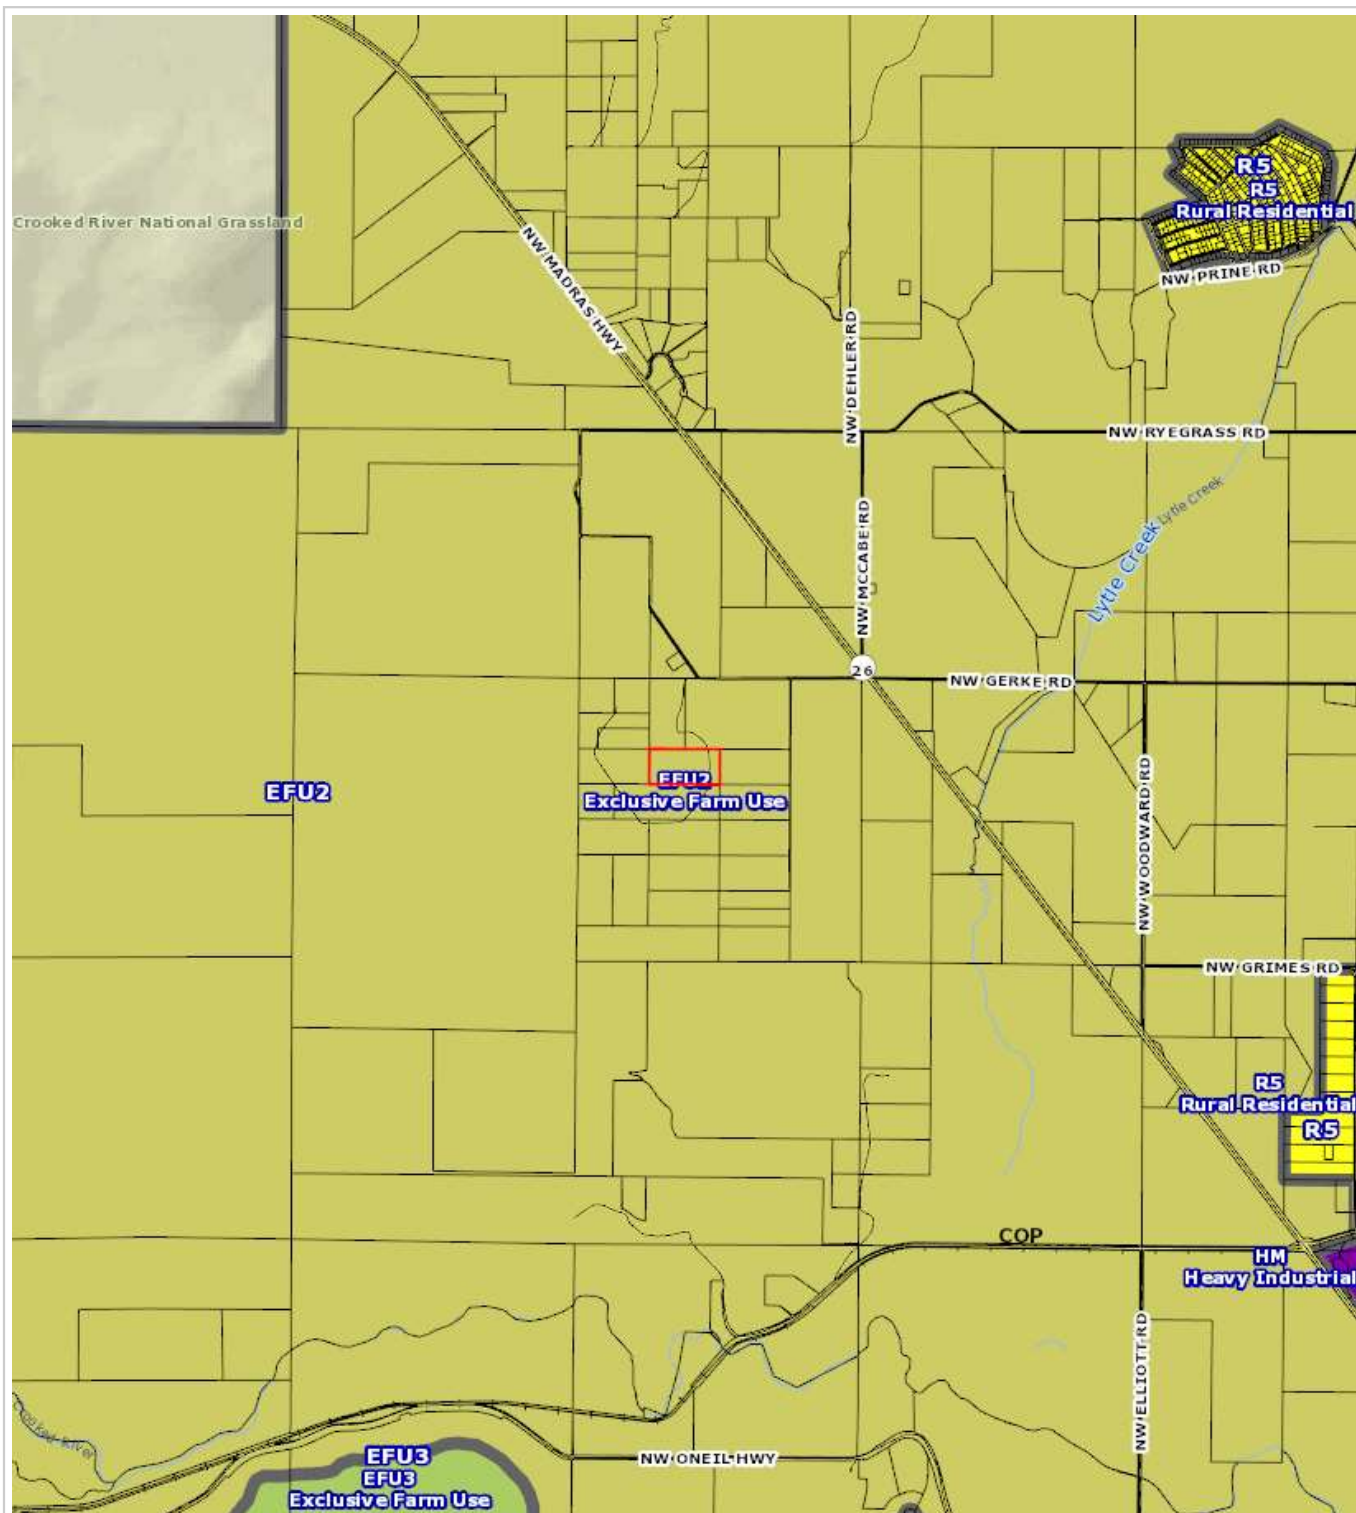 R5
R5
Rural Residential
Crooked River National Grassland
NW PRINE RD
NW MADRAS HWY
NW DEHLER RD
NW RYEGRASS RD
Lytle Creek
Lytle Creek
NW MCCABE RD
26
NW GERKE RD
EFU2
EFU2
Exclusive Farm Use
NW WOODWARD RD
NW GRIMES RD
R5
Rural Residential
R5
COP
HM
Heavy Industrial
NW ELLIOTT RD
Crooked River
EFU3
EFU3
Exclusive Farm Use
NW ONEIL HWY